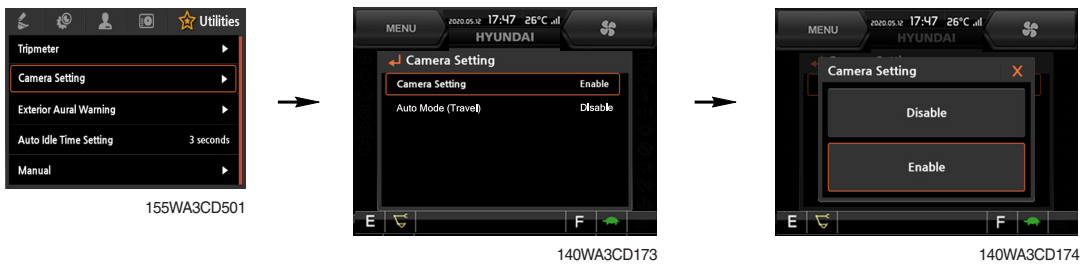 Utilities
Tripmeter
Camera Setting
Exterior Aural Warning
Auto Idle Time Setting 3 seconds
Manual
155WA3CD501
MENU 2020.05.12 17:47 26°C
HYUNDAI
Camera Setting
Camera Setting Enable
Auto Mode (Travel) Disable
E F
140WA3CD173
MENU 2020.05.12 17:47 26°C
HYUNDAI
Camera Setting X
Disable
Enable
E F
140WA3CD174